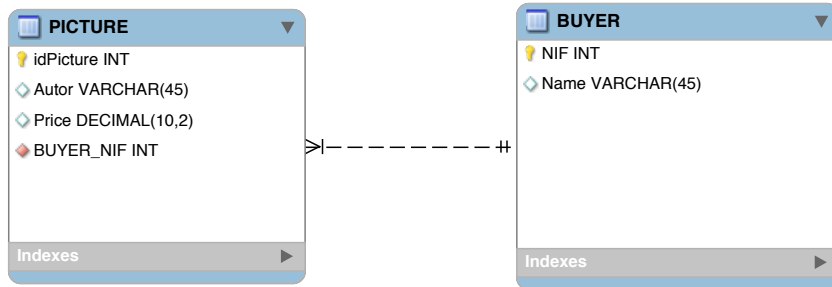 PICTURE
idPicture INT
Autor VARCHAR(45)
Price DECIMAL(10,2)
BUYER_NIF INT
Indexes
BUYER
NIF INT
Name VARCHAR(45)
Indexes